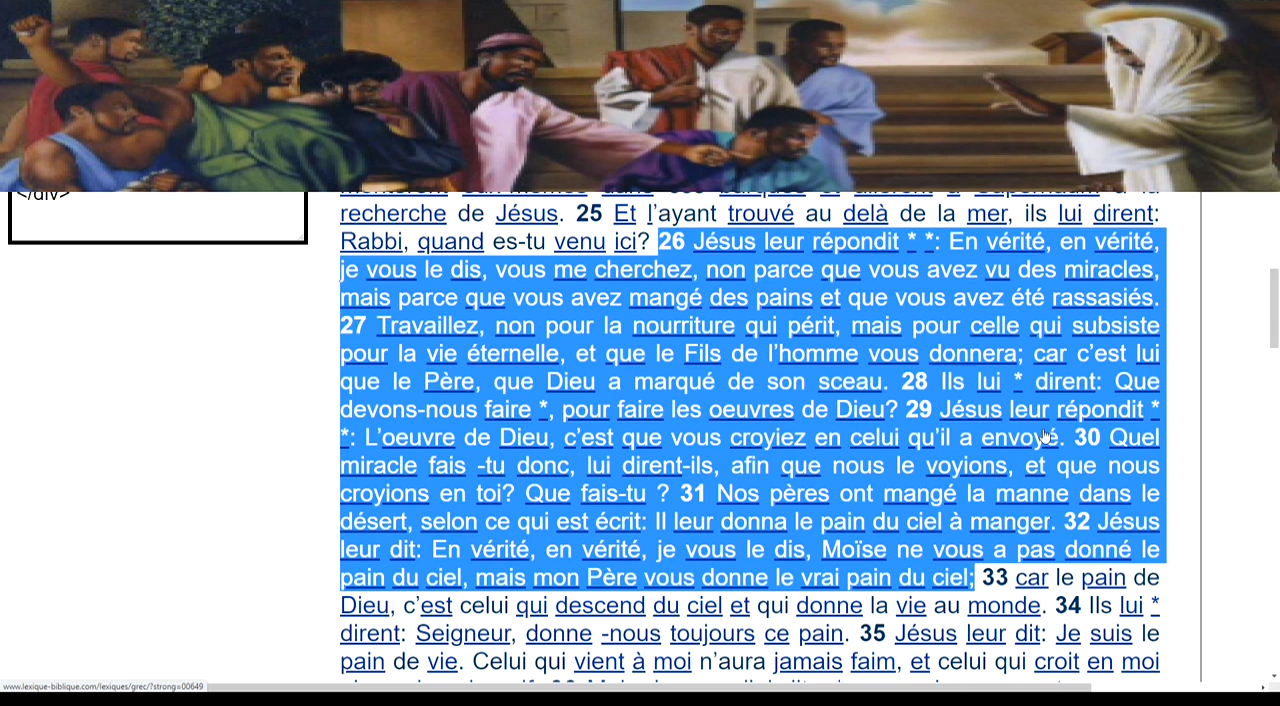 </div>
recherche de Jésus. 25 Et l’ayant trouvé au delà de la mer, ils lui dirent:
Rabbi, quand es-tu venu ici? 26 Jésus leur répondit * *: En vérité, en vérité,
je vous le dis, vous me cherchez, non parce que vous avez vu des miracles,
mais parce que vous avez mangé des pains et que vous avez été rassasiés.
27 Travaillez, non pour la nourriture qui périt, mais pour celle qui subsiste
pour la vie éternelle, et que le Fils de l’homme vous donnera; car c’est lui
que le Père, que Dieu a marqué de son sceau. 28 Ils lui * dirent: Que
devons-nous faire *, pour faire les oeuvres de Dieu? 29 Jésus leur répondit *
*: L’oeuvre de Dieu, c’est que vous croyiez en celui qu’il a envoyé. 30 Quel
miracle fais -tu donc, lui dirent-ils, afin que nous le voyions, et que nous
croyions en toi? Que fais-tu ? 31 Nos pères ont mangé la manne dans le
désert, selon ce qui est écrit: Il leur donna le pain du ciel à manger. 32 Jésus
leur dit: En vérité, en vérité, je vous le dis, Moïse ne vous a pas donné le
pain du ciel, mais mon Père vous donne le vrai pain du ciel; 33 car le pain de
Dieu, c’est celui qui descend du ciel et qui donne la vie au monde. 34 Ils lui *
dirent: Seigneur, donne -nous toujours ce pain. 35 Jésus leur dit: Je suis le
pain de vie. Celui qui vient à moi n’aura jamais faim, et celui qui croit en moi
www.lexique-biblique.com/lexiques/grec/?strong=00649